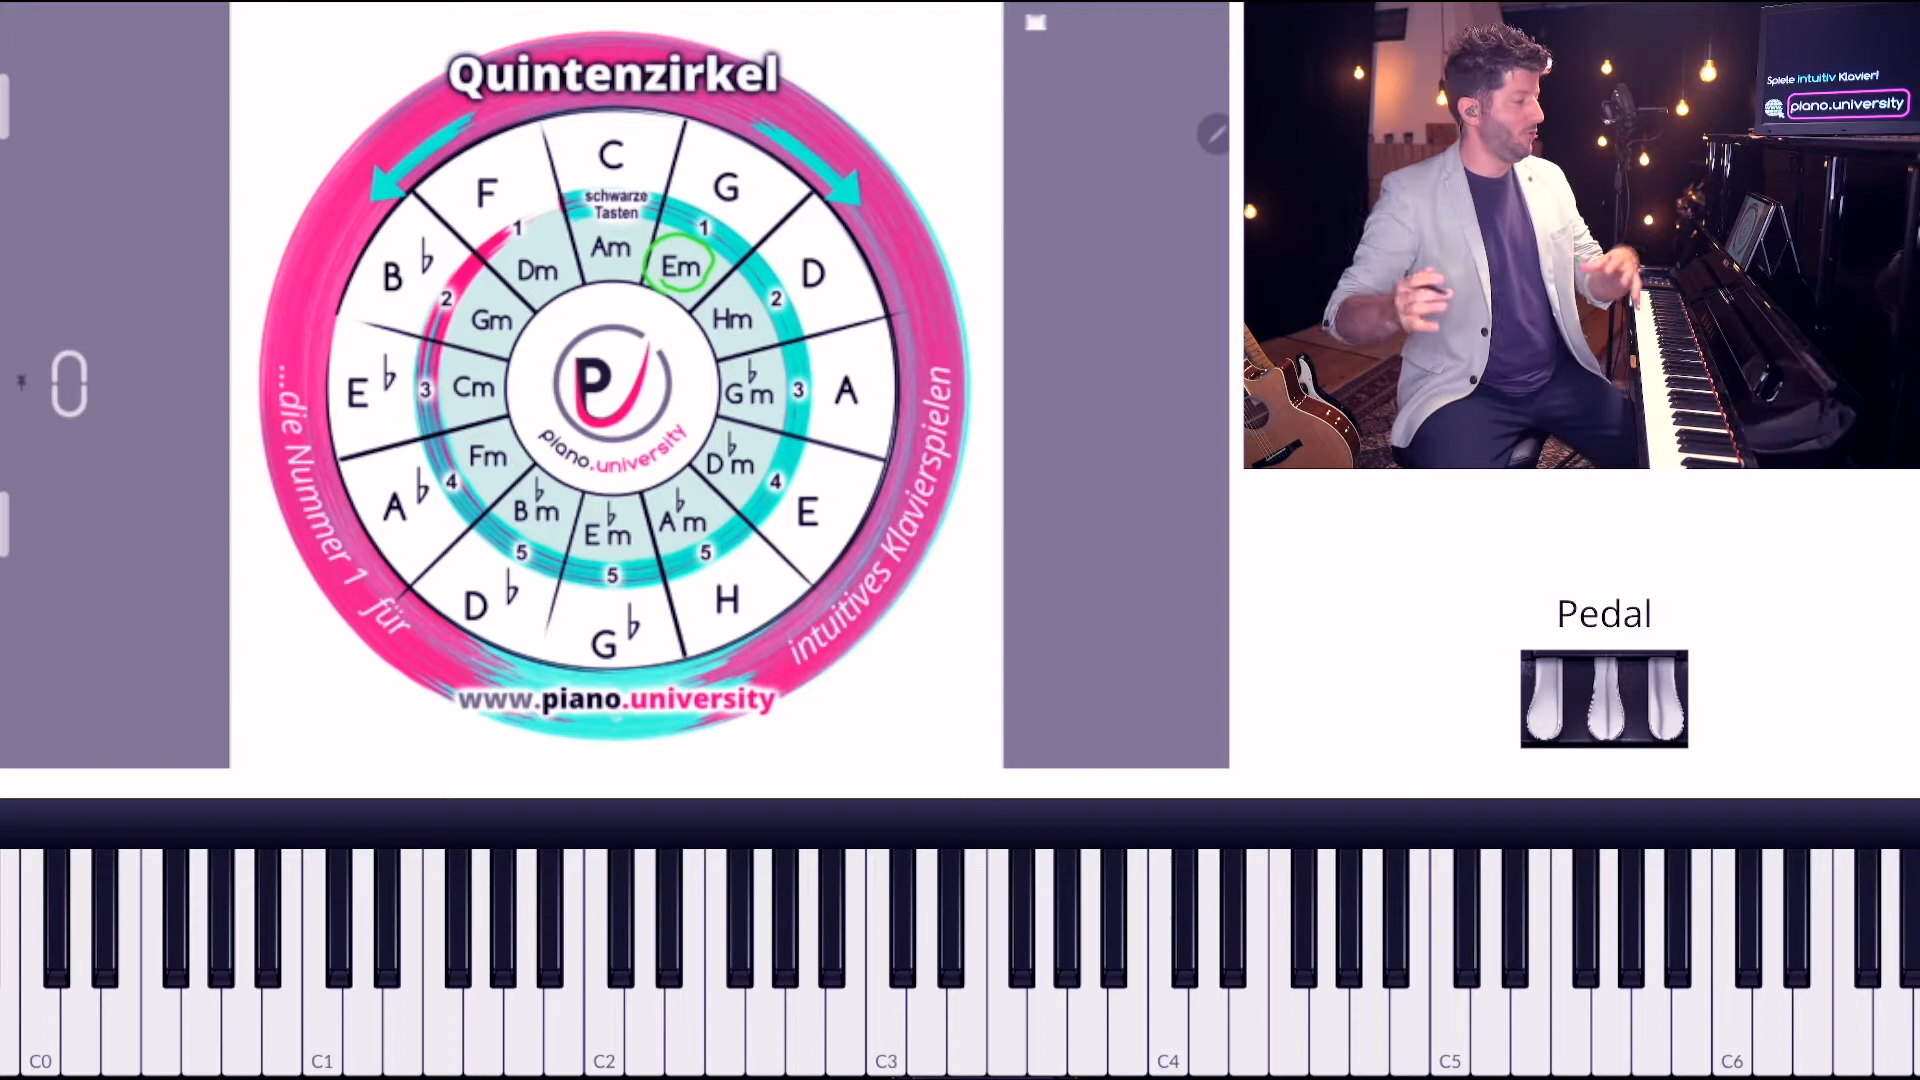 Quintenzirkel
C
G
D
A
E
H
G♭
D♭
A♭
E♭
B♭
F
schwarze
Tasten
1
2
3
4
5
5
5
4
3
2
1
Am
Em
Hm
G♭m
D♭m
A♭m
E♭m
B♭m
Fm
Cm
Gm
Dm
PU
piano.university
...die Nummer 1 für
intuitives Klavierspielen
www.piano.university
Spiele intuitiv Klavier!
piano.university
Pedal
C0
C1
C2
C3
C4
C5
C6